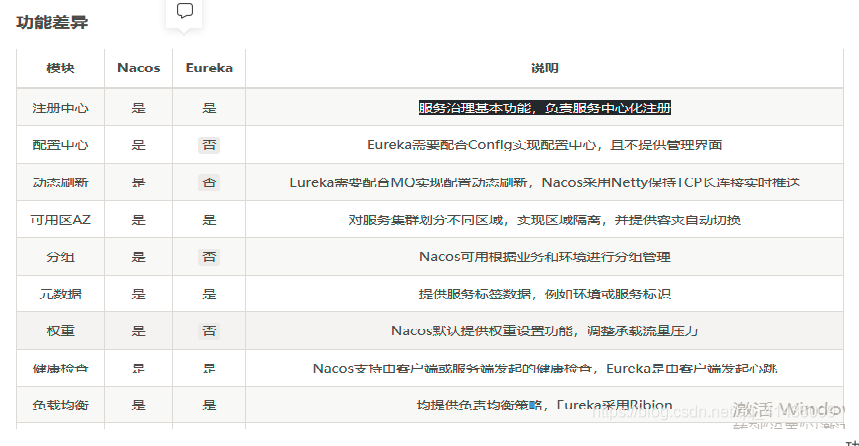 功能差异
模块 Nacos Eureka 说明
注册中心 是 是 服务治理基本功能，负责服务中心化注册
配置中心 是 否 Eureka需要配合Config实现配置中心，且不提供管理界面
动态刷新 是 否 Eureka需要配合MQ实现配置动态刷新，Nacos采用Netty保持TCP长连接实时推送
可用区AZ 是 是 对服务集群划分不同区域，实现区域隔离，并提供容灾自动切换
分组 是 否 Nacos可用根据业务和环境进行分组管理
元数据 是 是 提供服务标签数据，例如环境或服务标识
权重 是 否 Nacos默认提供权重设置功能，调整承载流量压力
健康检查 是 是 Nacos支持由客户端或服务端发起的健康检查，Eureka是由客户端发起心跳
负载均衡 是 是 均提供负责均衡策略，Eureka采用Ribion
激活 Window
https://blog.csdn.net